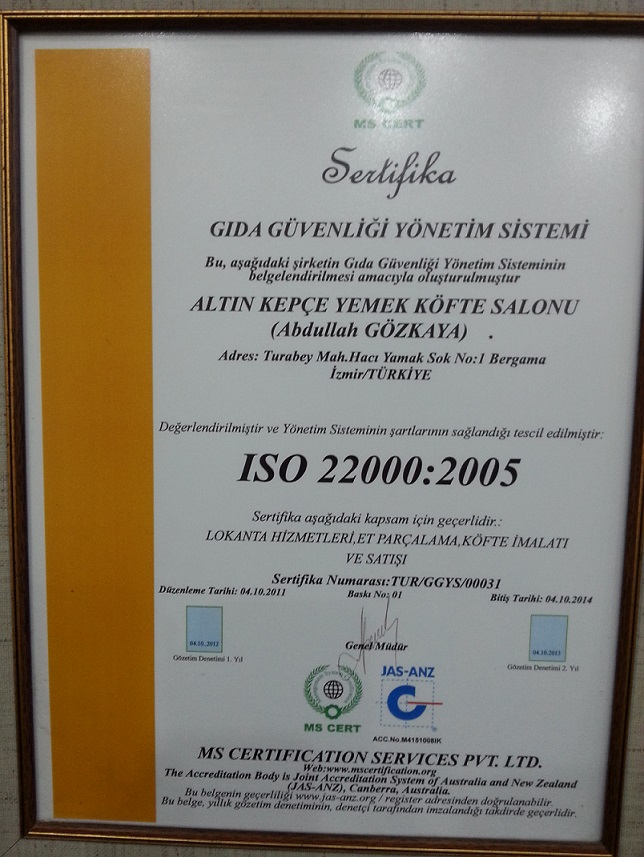 MS CERT
Sertifika
GIDA GÜVENLİĞİ YÖNETİM SİSTEMİ
Bu, aşağıdaki şirketin Gıda Güvenliği Yönetim Sisteminin
belgelendirilmesi amacıyla oluşturulmuştur
ALTIN KEPÇE YEMEK KÖFTE SALONU
(Abdullah GÖZKAYA) .
Adres: Turabey Mah.Hacı Yamak Sok No:1 Bergama
İzmir/TÜRKİYE
Değerlendirilmiştir ve Yönetim Sisteminin şartlarının sağlandığı tescil edilmiştir:
ISO 22000:2005
Sertifika aşağıdaki kapsam için geçerlidir.:
LOKANTA HİZMETLERİ,ET PARÇALAMA,KÖFTE İMALATI
VE SATIŞI
Sertifika Numarası:TUR/GGYS/00031
Düzenleme Tarihi: 04.10.2011 Baskı No: 01 Bitiş Tarihi: 04.10.2014
04.10.,2012
04.10.2013
Genel Müdür
Gözetim Denetimi 1. Yıl
Gözetim Denetimi 2. Yıl
JAS-ANZ
MS CERT
ACC.No.M4151008IK
MS CERTIFICATION SERVICES PVT. LTD.
Web:www.mscertification.org
The Accreditation Body is Joint Accreditation System of Australia and New Zealand
(JAS-ANZ), Canberra, Australia.
Bu belgenin geçerliliği www.jas-anz.org / register adresinden doğrulanabilir.
Bu belge, yıllık gözetim denetiminin, denetçi tarafından imzalandığı takdirde geçerlidir.